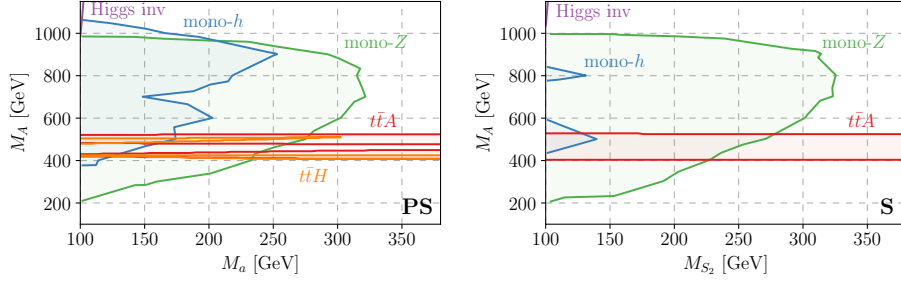 Higgs inv
mono-h
mono-Z
tt̄A
tt̄H
PS
1000
800
600
400
200
100
150
200
250
300
350
M_A [GeV]
M_a [GeV]
Higgs inv
mono-Z
mono-h
tt̄A
S
1000
800
600
400
200
100
150
200
250
300
350
M_A [GeV]
M_{S_2} [GeV]